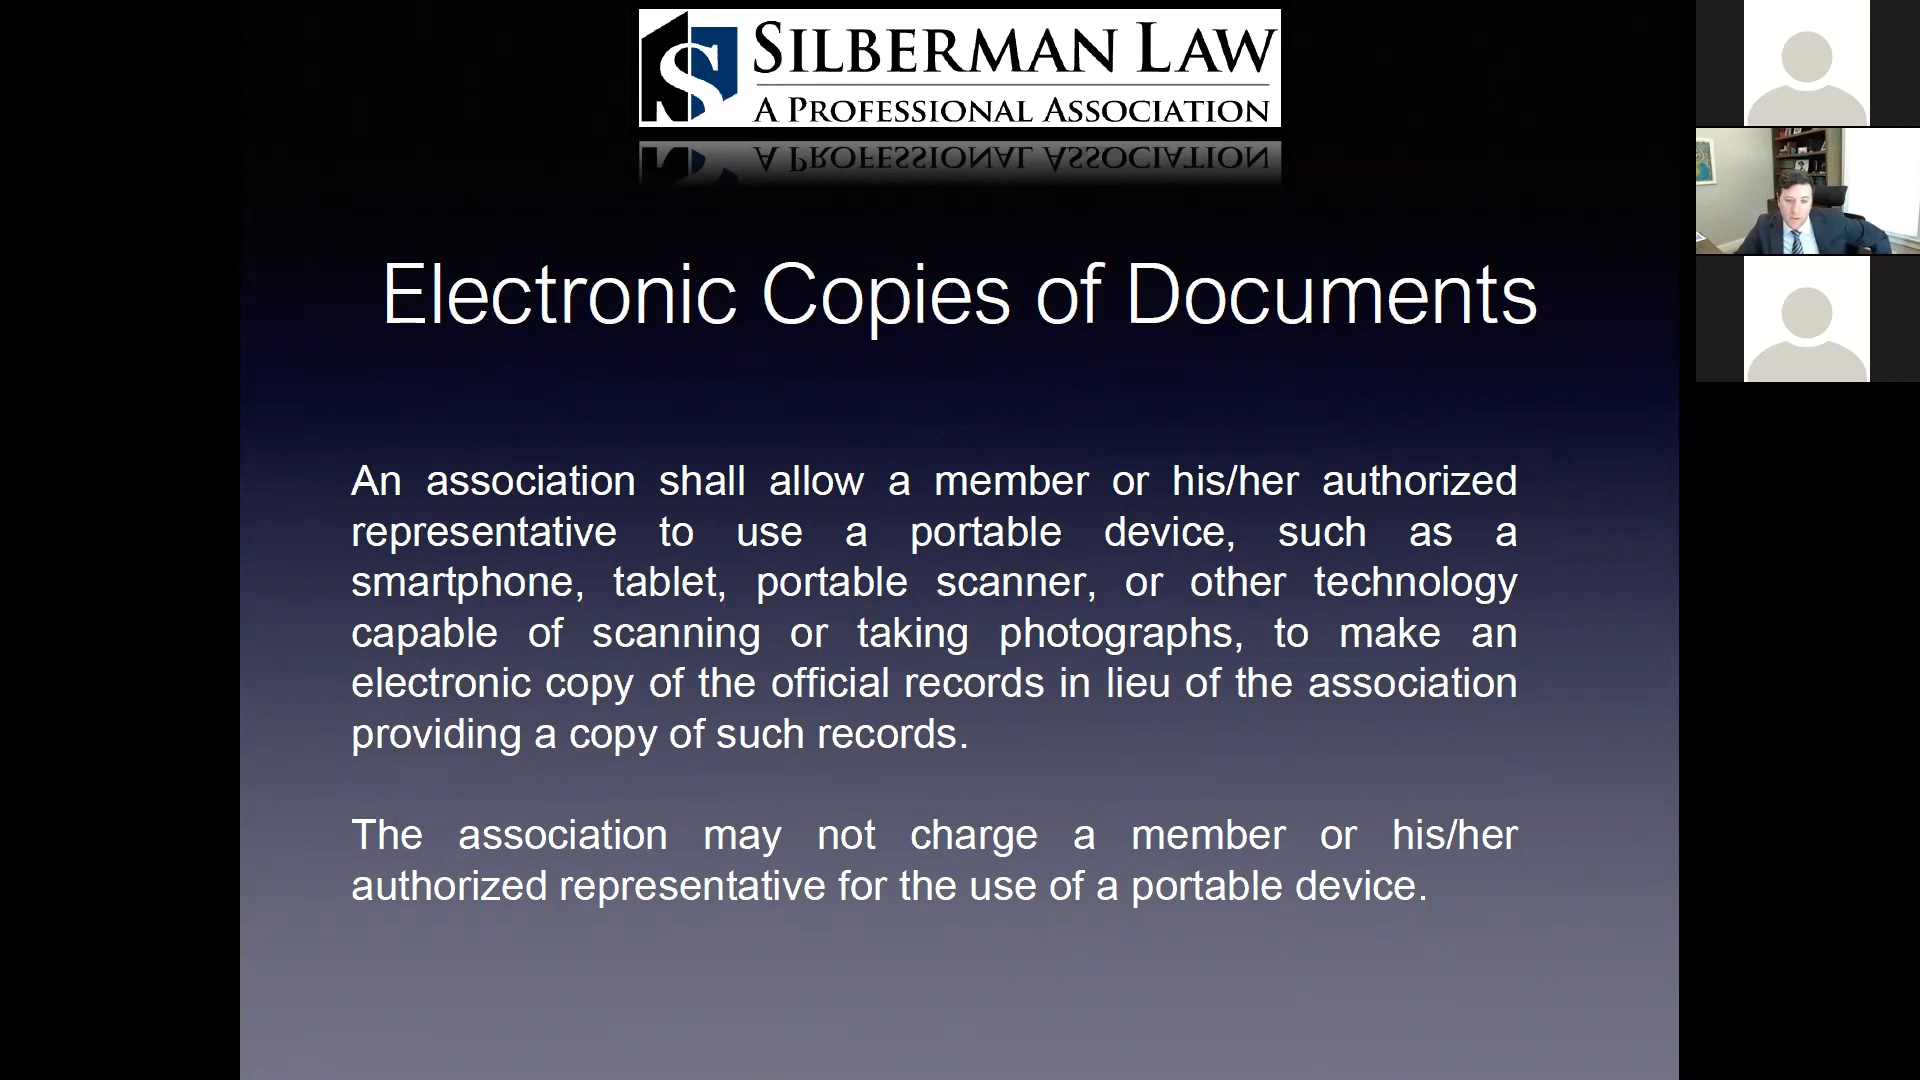 SILBERMAN LAW
A PROFESSIONAL ASSOCIATION
Electronic Copies of Documents
An association shall allow a member or his/her authorized
representative to use a portable device, such as a
smartphone, tablet, portable scanner, or other technology
capable of scanning or taking photographs, to make an
electronic copy of the official records in lieu of the association
providing a copy of such records.
The association may not charge a member or his/her
authorized representative for the use of a portable device.